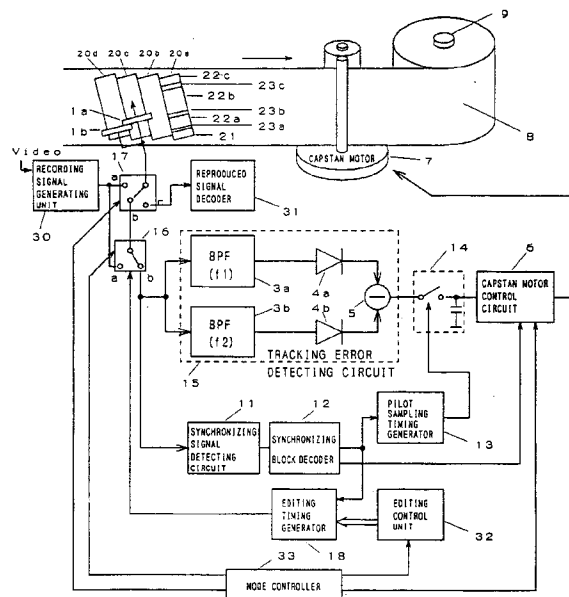 20d 20c 20b 20a
22c
23c
22b
1a
23b
1b
22a
23a
21
9
8
Video
17
CAPSTAN MOTOR
7
RECORDING
SIGNAL
GENERATING
UNIT
30
a
b
c
REPRODUCED
SIGNAL
DECODER
31
16
a b
BPF
(f1)
3a
4a
BPF
(f2)
3b
4b
5
14
6
CAPSTAN MOTOR
CONTROL
CIRCUIT
15
TRACKING ERROR
DETECTING CIRCUIT
11
SYNCHRONIZING
SIGNAL
DETECTING
CIRCUIT
12
SYNCHRONIZING
BLOCK DECODER
PILOT
SAMPLING
TIMING
GENERATOR
13
EDITING
TIMING
GENERATOR
18
EDITING
CONTROL
UNIT
32
33
MODE CONTROLLER